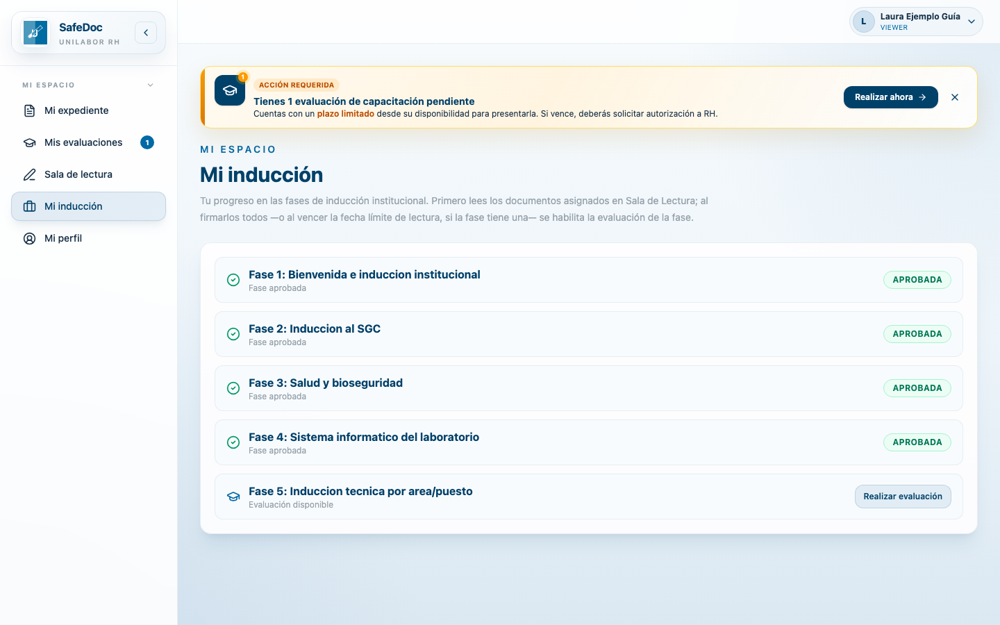 SafeDoc
UNILABOR RH
MI ESPACIO
Mi expediente
Mis evaluaciones 1
Sala de lectura
Mi inducción
Mi perfil
L
Laura Ejemplo Guía
VIEWER
1
ACCIÓN REQUERIDA
Tienes 1 evaluación de capacitación pendiente
Cuentas con un plazo limitado desde su disponibilidad para presentarla. Si vence, deberás solicitar autorización a RH.
Realizar ahora
MI ESPACIO
Mi inducción
Tu progreso en las fases de inducción institucional. Primero lees los documentos asignados en Sala de Lectura; al
firmarlos todos —o al vencer la fecha límite de lectura, si la fase tiene una— se habilita la evaluación de la fase.
Fase 1: Bienvenida e induccion institucional
Fase aprobada
APROBADA
Fase 2: Induccion al SGC
Fase aprobada
APROBADA
Fase 3: Salud y bioseguridad
Fase aprobada
APROBADA
Fase 4: Sistema informatico del laboratorio
Fase aprobada
APROBADA
Fase 5: Induccion tecnica por area/puesto
Evaluación disponible
Realizar evaluación